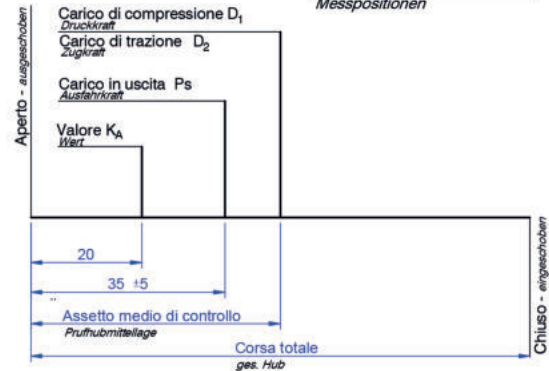 Messpositionen
Carico di compressione D1
Druckkraft
Carico di trazione D2
Zugkraft
Carico in uscita Ps
Ausfahrkraft
Valore KA
Wert
Aperto - ausgeschoben
20
35 ±5
Assetto medio di controllo
Prufhubmittellage
Corsa totale
ges. Hub
Chiuso - eingeschoben